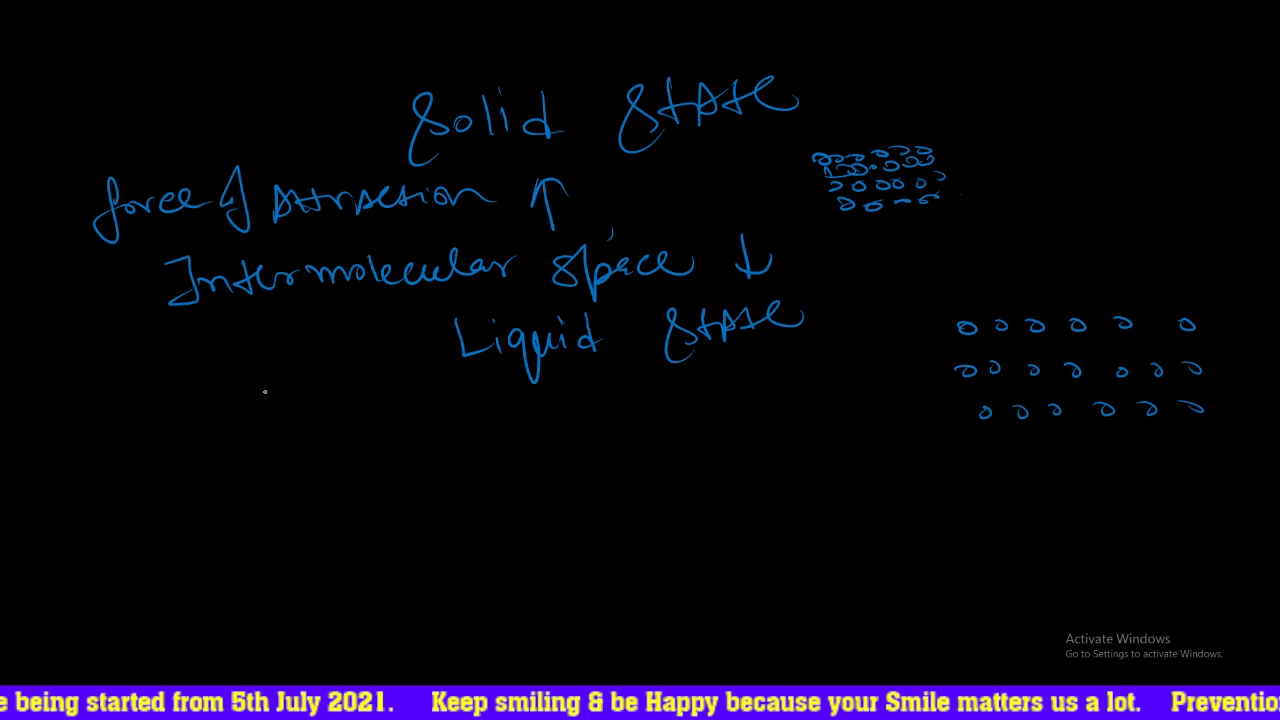 Solid State
force of Attraction ↑
Intermolecular Space ↓
Liquid State
Activate Windows
Go to Settings to activate Windows.
e being started from 5th July 2021. Keep smiling & be Happy because your Smile matters us a lot. Preventio